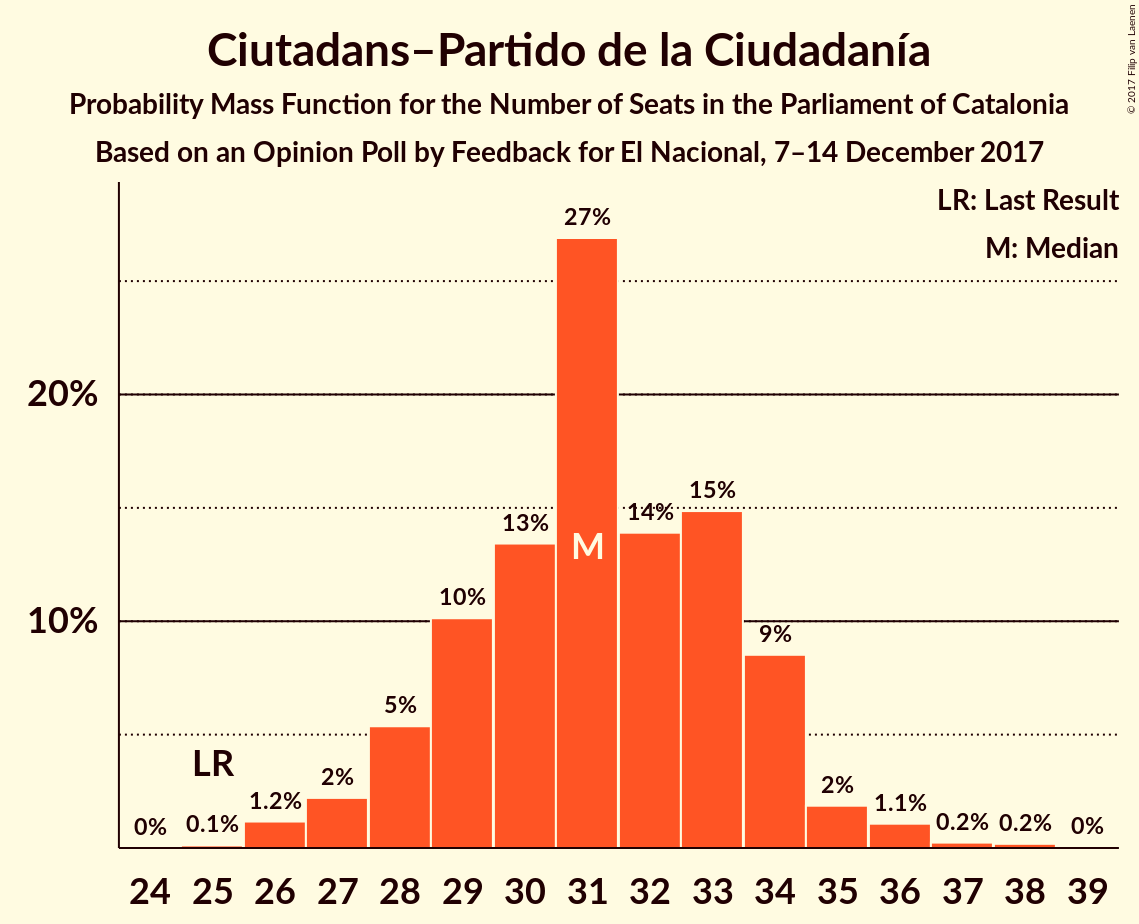 Ciutadans–Partido de la Ciudadanía
Probability Mass Function for the Number of Seats in the Parliament of Catalonia
Based on an Opinion Poll by Feedback for El Nacional, 7–14 December 2017
© 2017 Filip van Laenen
LR: Last Result
M: Median
27%
20%
15%
14%
13%
M
10%
10%
9%
5%
LR
2%
2%
1.2%
1.1%
0% 0.1% 0.2% 0.2% 0%
24 25 26 27 28 29 30 31 32 33 34 35 36 37 38 39